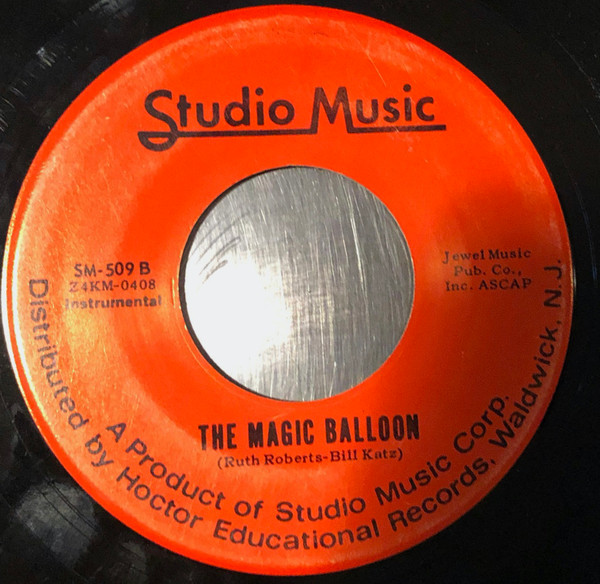 Studio Music
SM-509 B
Z4KM-0408
Instrumental
Jewel Music
Pub. Co.,
Inc. ASCAP
THE MAGIC BALLOON
(Ruth Roberts-Bill Katz)
A Product of Studio Music Corp.
Distributed by Hoctor Educational Records, Waldwick, N.J.